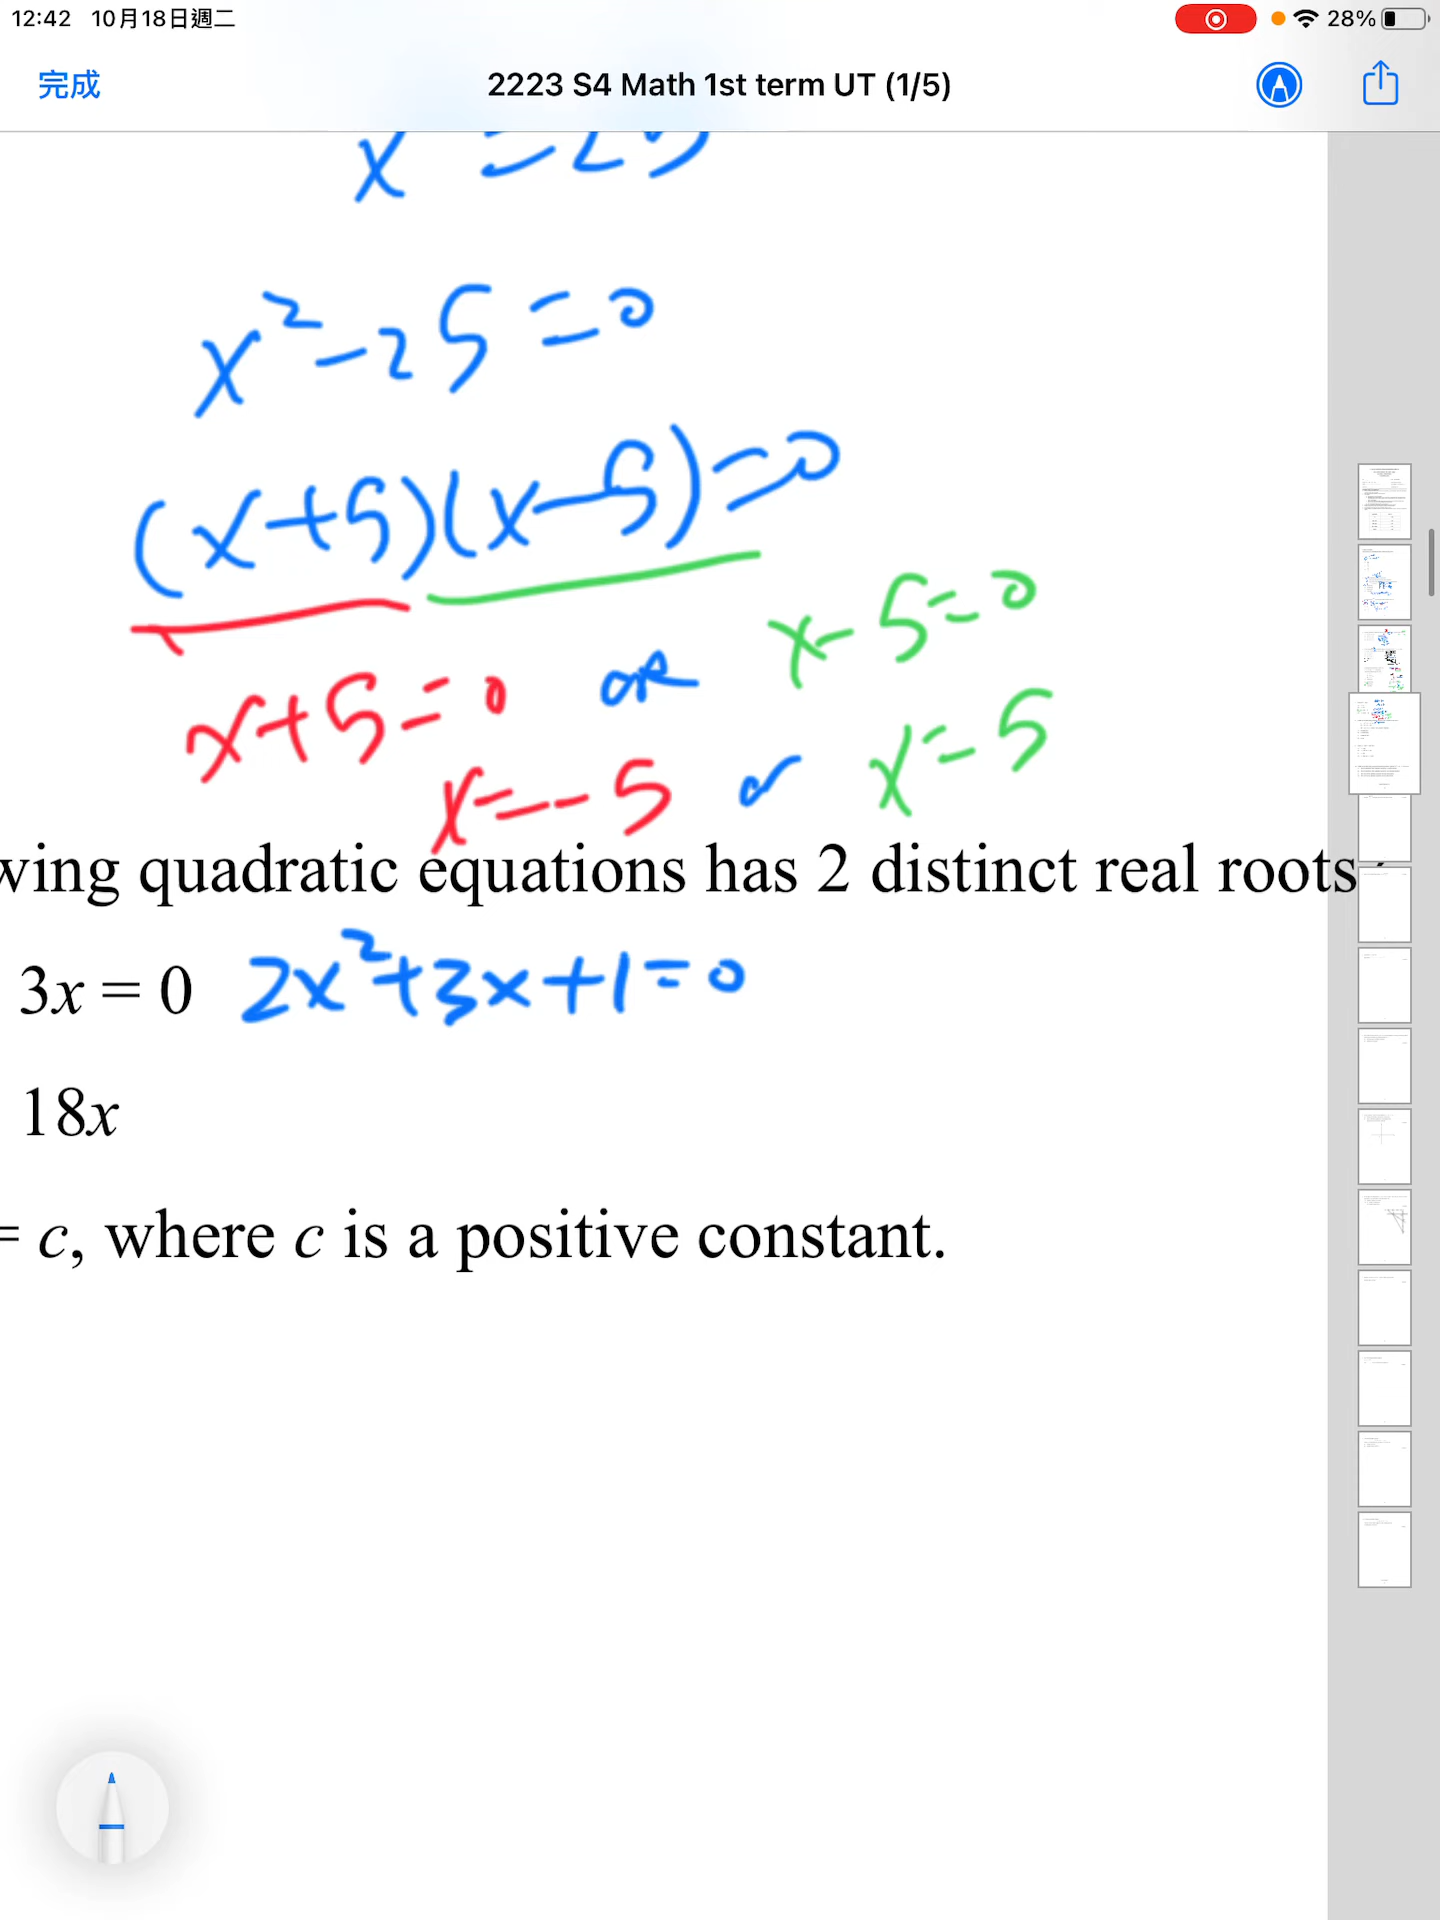 12:42 10月18日週二 28%
完成 2223 S4 Math 1st term UT (1/5)
x² - 25 = 0
(x+5)(x-5)=0
x+5=0 or x-5=0
x=-5 or x=5
wing quadratic equations has 2 distinct real roots
3x = 0 2x²+3x+1=0
18x
= c, where c is a positive constant.